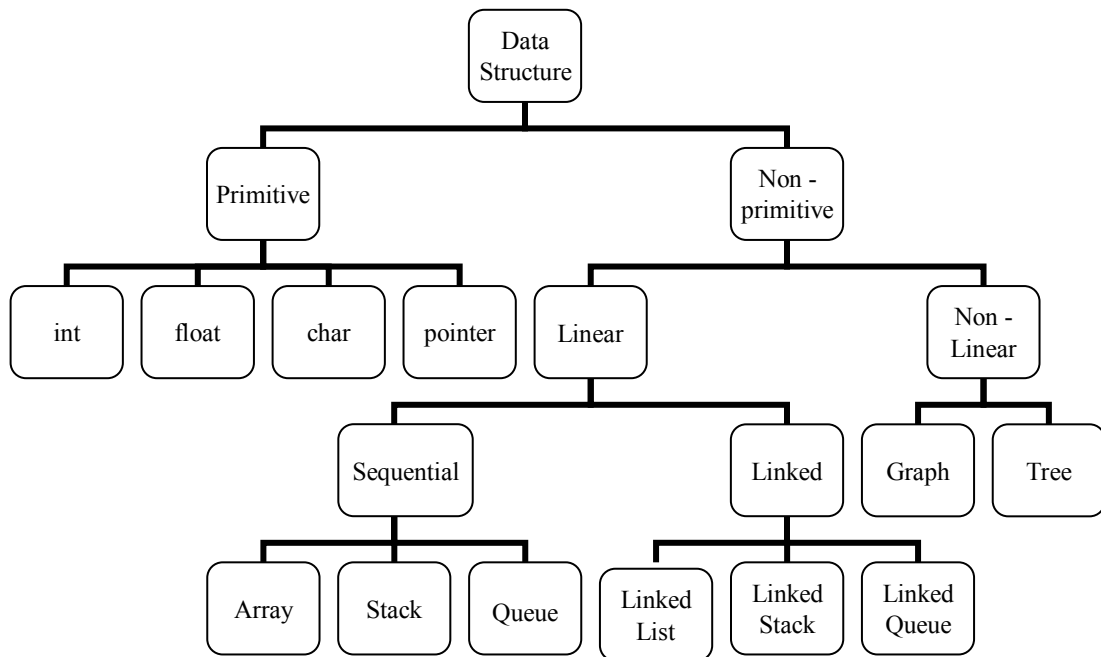 Data
Structure
Primitive
Non -
primitive
int
float
char
pointer
Linear
Non -
Linear
Sequential
Linked
Graph
Tree
Array
Stack
Queue
Linked
List
Linked
Stack
Linked
Queue